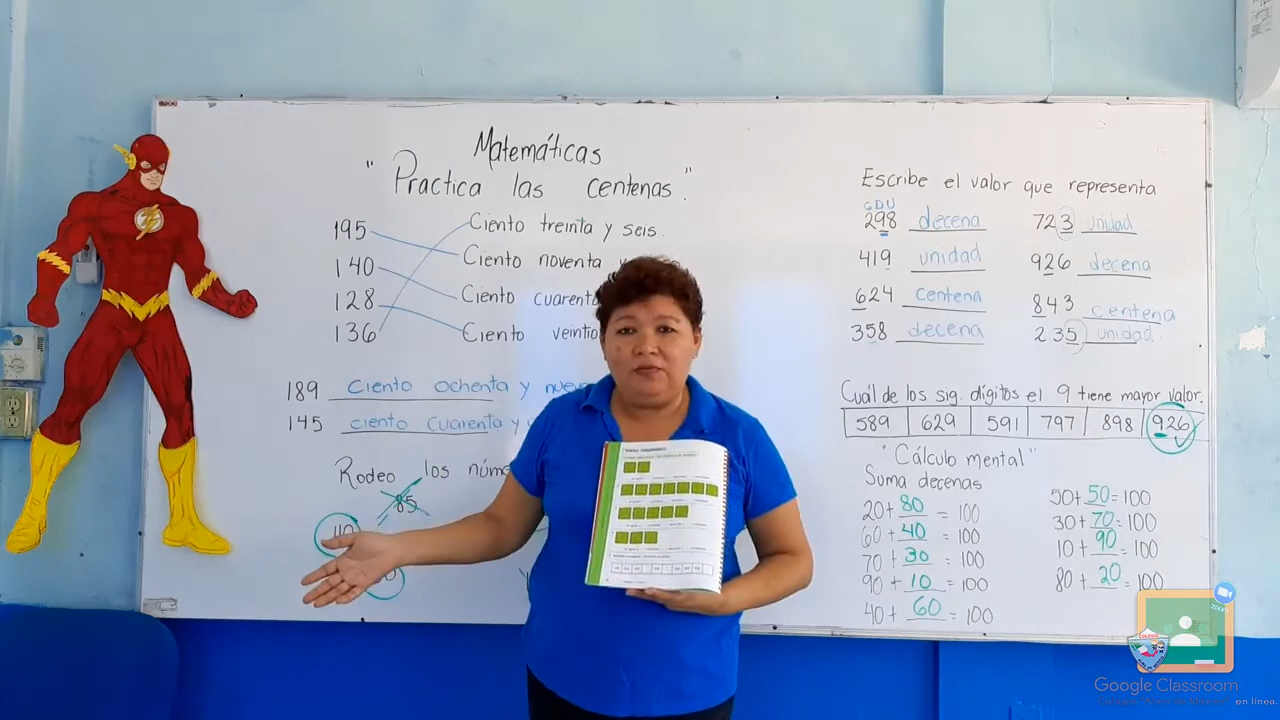 Matemáticas
" Practica las centenas."
195 Ciento treinta y seis.
140 Ciento noventa y
128 Ciento cuarenta
136 Ciento veintio
189 ciento ochenta y nueve
145 ciento cuarenta y
Rodeo los núme
85
110
Escribe el valor que representa
C D U
298 decena
723 unidad
419 unidad
926 decena
624 centena
843 centena
358 decena
235 unidad.
Cuál de los sig. dígitos el 9 tiene mayor valor.
589 629 591 797 898 926
"Cálculo mental"
Suma decenas
20+ 80 = 100
60 + 40 = 100
70 + 30 = 100
90 + 10 = 100
40 + 60 = 100
50+ 50 = 100
30+ 70 = 100
10+ 90 = 100
80 + 20 = 100
zoom
Google Classroom
en línea.